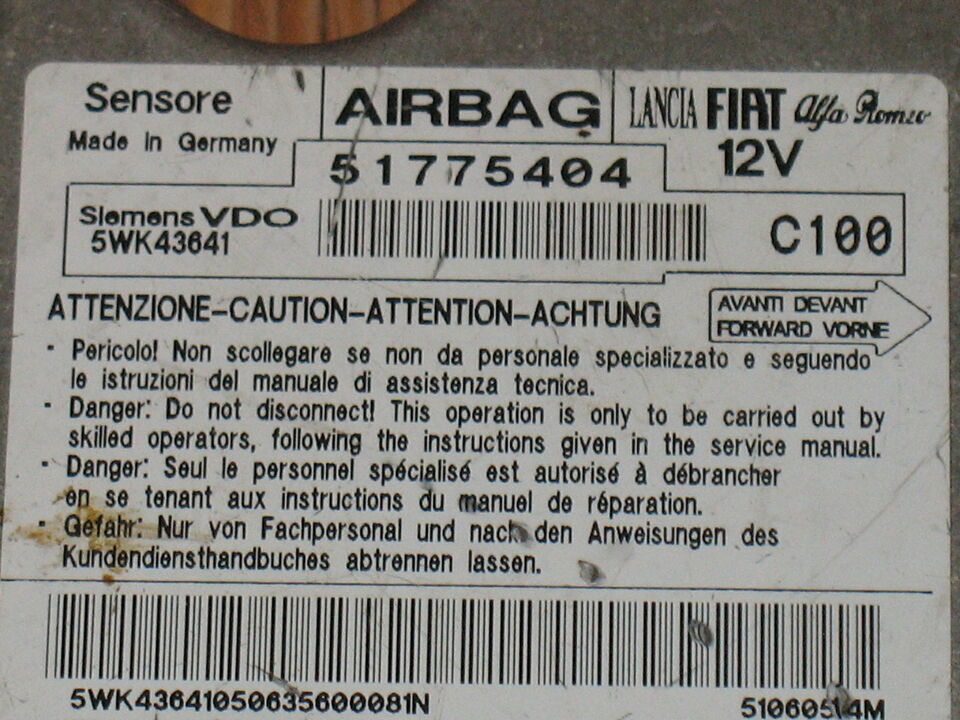 Sensore AIRBAG LANCIA FIAT Alfa Romeo
Made in Germany 51775404 12V
Siemens VDO C100
5WK43641
ATTENZIONE-CAUTION-ATTENTION-ACHTUNG
AVANTI DEVANT
FORWARD VORNE
· Pericolo! Non scollegare se non da personale specializzato e seguendo
le istruzioni del manuale di assistenza tecnica.
· Danger: Do not disconnect! This operation is only to be carried out by
skilled operators, following the instructions given in the service manual.
· Danger: Seul le personnel spécialisé est autorisé à débrancher
en se tenant aux instructions du manuel de réparation.
· Gefahr: Nur von Fachpersonal und nach den Anweisungen des
Kundendiensthandbuches abtrennen lassen.
5WK43641050635600081N 51060514M